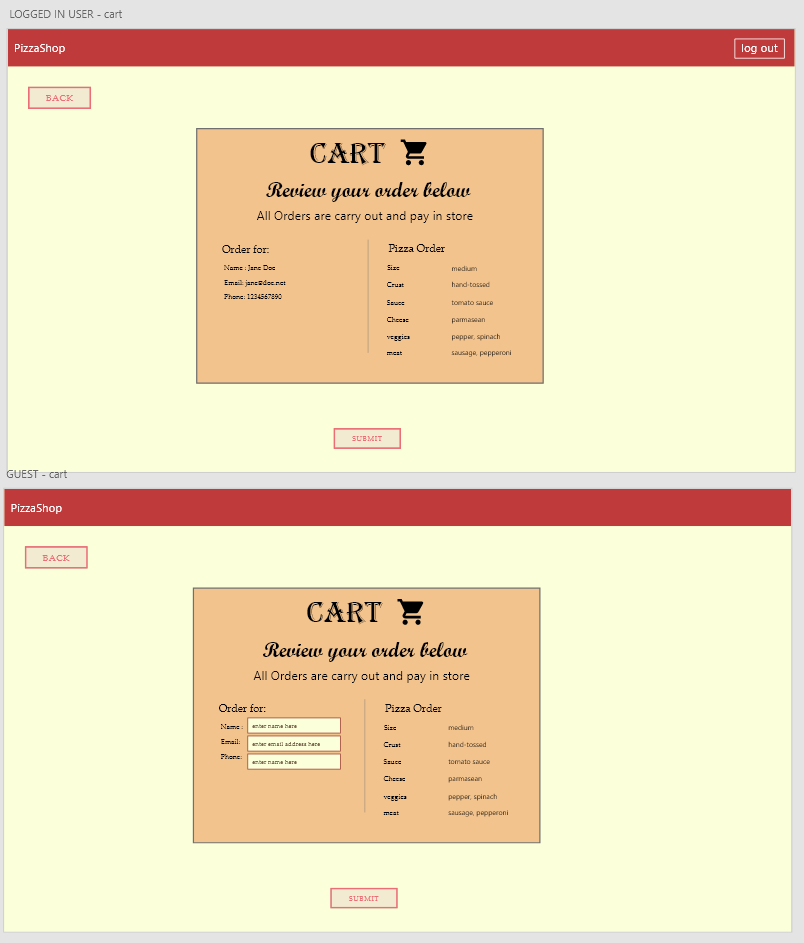 LOGGED IN USER - cart
PizzaShop
log out
BACK
CART
Review your order below
All Orders are carry out and pay in store
Order for:
Name : Jane Doe
Email: jane@doe.net
Phone: 1234567890
Pizza Order
Size medium
Crust hand-tossed
Sauce tomato sauce
Cheese parmasean
veggies pepper, spinach
meat sausage, pepperoni
SUBMIT
GUEST - cart
PizzaShop
BACK
CART
Review your order below
All Orders are carry out and pay in store
Order for:
Name : enter name here
Email: enter email address here
Phone: enter name here
Pizza Order
Size medium
Crust hand-tossed
Sauce tomato sauce
Cheese parmasean
veggies pepper, spinach
meat sausage, pepperoni
SUBMIT